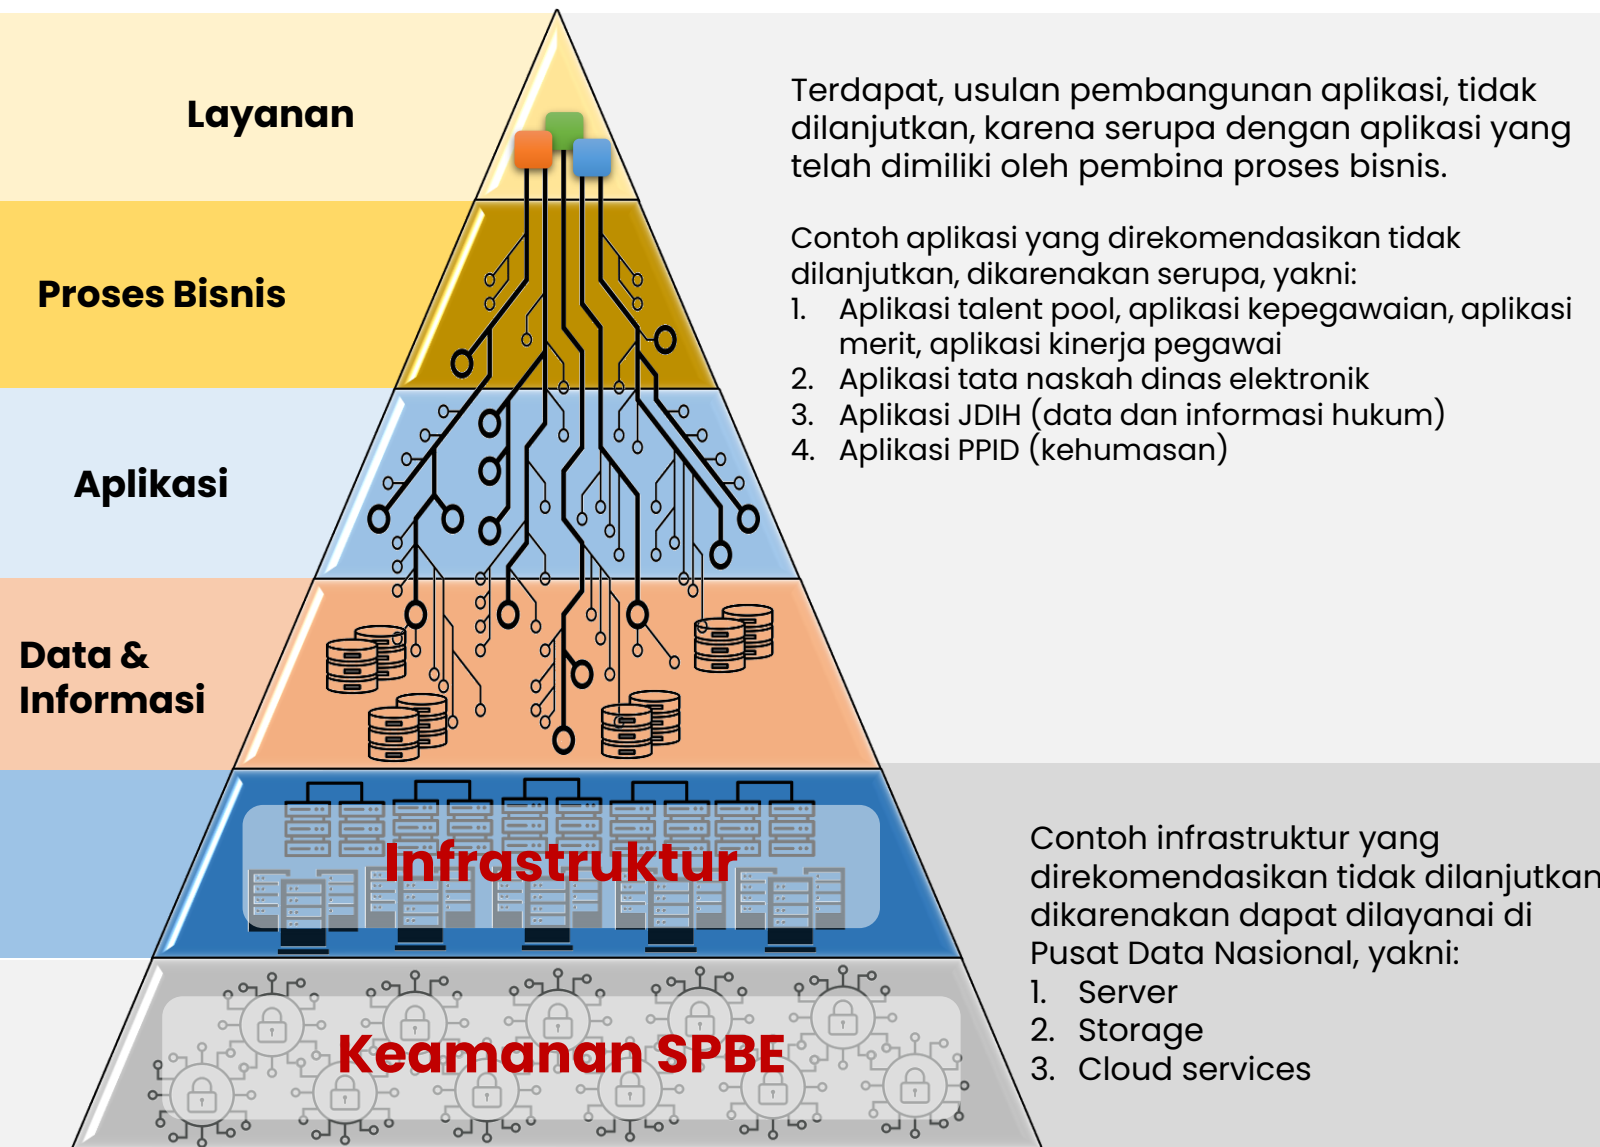 Layanan
Proses Bisnis
Aplikasi
Data &
Informasi
Infrastruktur
Keamanan SPBE
Terdapat, usulan pembangunan aplikasi, tidak
dilanjutkan, karena serupa dengan aplikasi yang
telah dimiliki oleh pembina proses bisnis.
Contoh aplikasi yang direkomendasikan tidak
dilanjutkan, dikarenakan serupa, yakni:
1. Aplikasi talent pool, aplikasi kepegawaian, aplikasi
merit, aplikasi kinerja pegawai
2. Aplikasi tata naskah dinas elektronik
3. Aplikasi JDIH (data dan informasi hukum)
4. Aplikasi PPID (kehumasan)
Contoh infrastruktur yang
direkomendasikan tidak dilanjutkan
dikarenakan dapat dilayanai di
Pusat Data Nasional, yakni:
1. Server
2. Storage
3. Cloud services